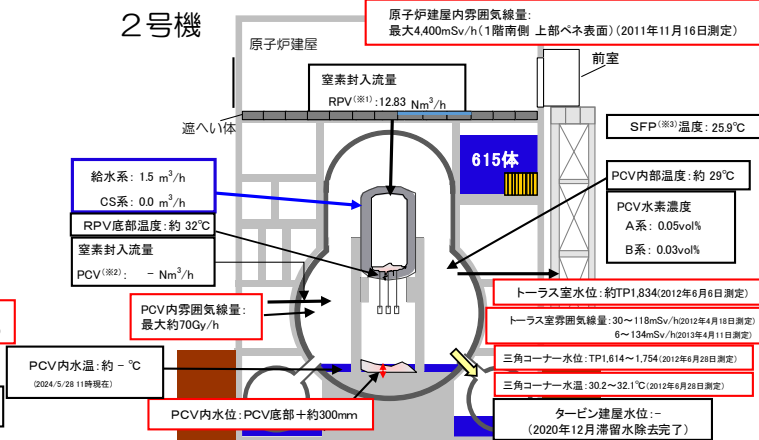 2号機
原子炉建屋内雰囲気線量:
最大4,400mSv/h(1階南側 上部ペネ表面)(2011年11月16日測定)
原子炉建屋
前室
窒素封入流量
RPV(※1):12.83 Nm3/h
遮へい体
SFP(※3)温度:25.9℃
615体
給水系: 1.5 m3/h
CS系: 0.0 m3/h
PCV内部温度:約 29℃
PCV水素濃度
A系: 0.05vol%
B系: 0.03vol%
RPV底部温度:約 32℃
窒素封入流量
PCV(※2): - Nm3/h
トーラス室水位:約TP1,834(2012年6月6日測定)
PCV内雰囲気線量:
最大約70Gy/h
トーラス室雰囲気線量:30~118mSv/h(2012年4月18日測定)
6~134mSv/h(2013年4月11日測定)
三角コーナー水位:TP1,614~1,754(2012年6月28日測定)
PCV内水温:約 - ℃
(2024/5/28 11時現在)
三角コーナー水温:30.2~32.1℃(2012年6月28日測定)
PCV内水位:PCV底部+約300mm
タービン建屋水位:-
(2020年12月滞留水除去完了)